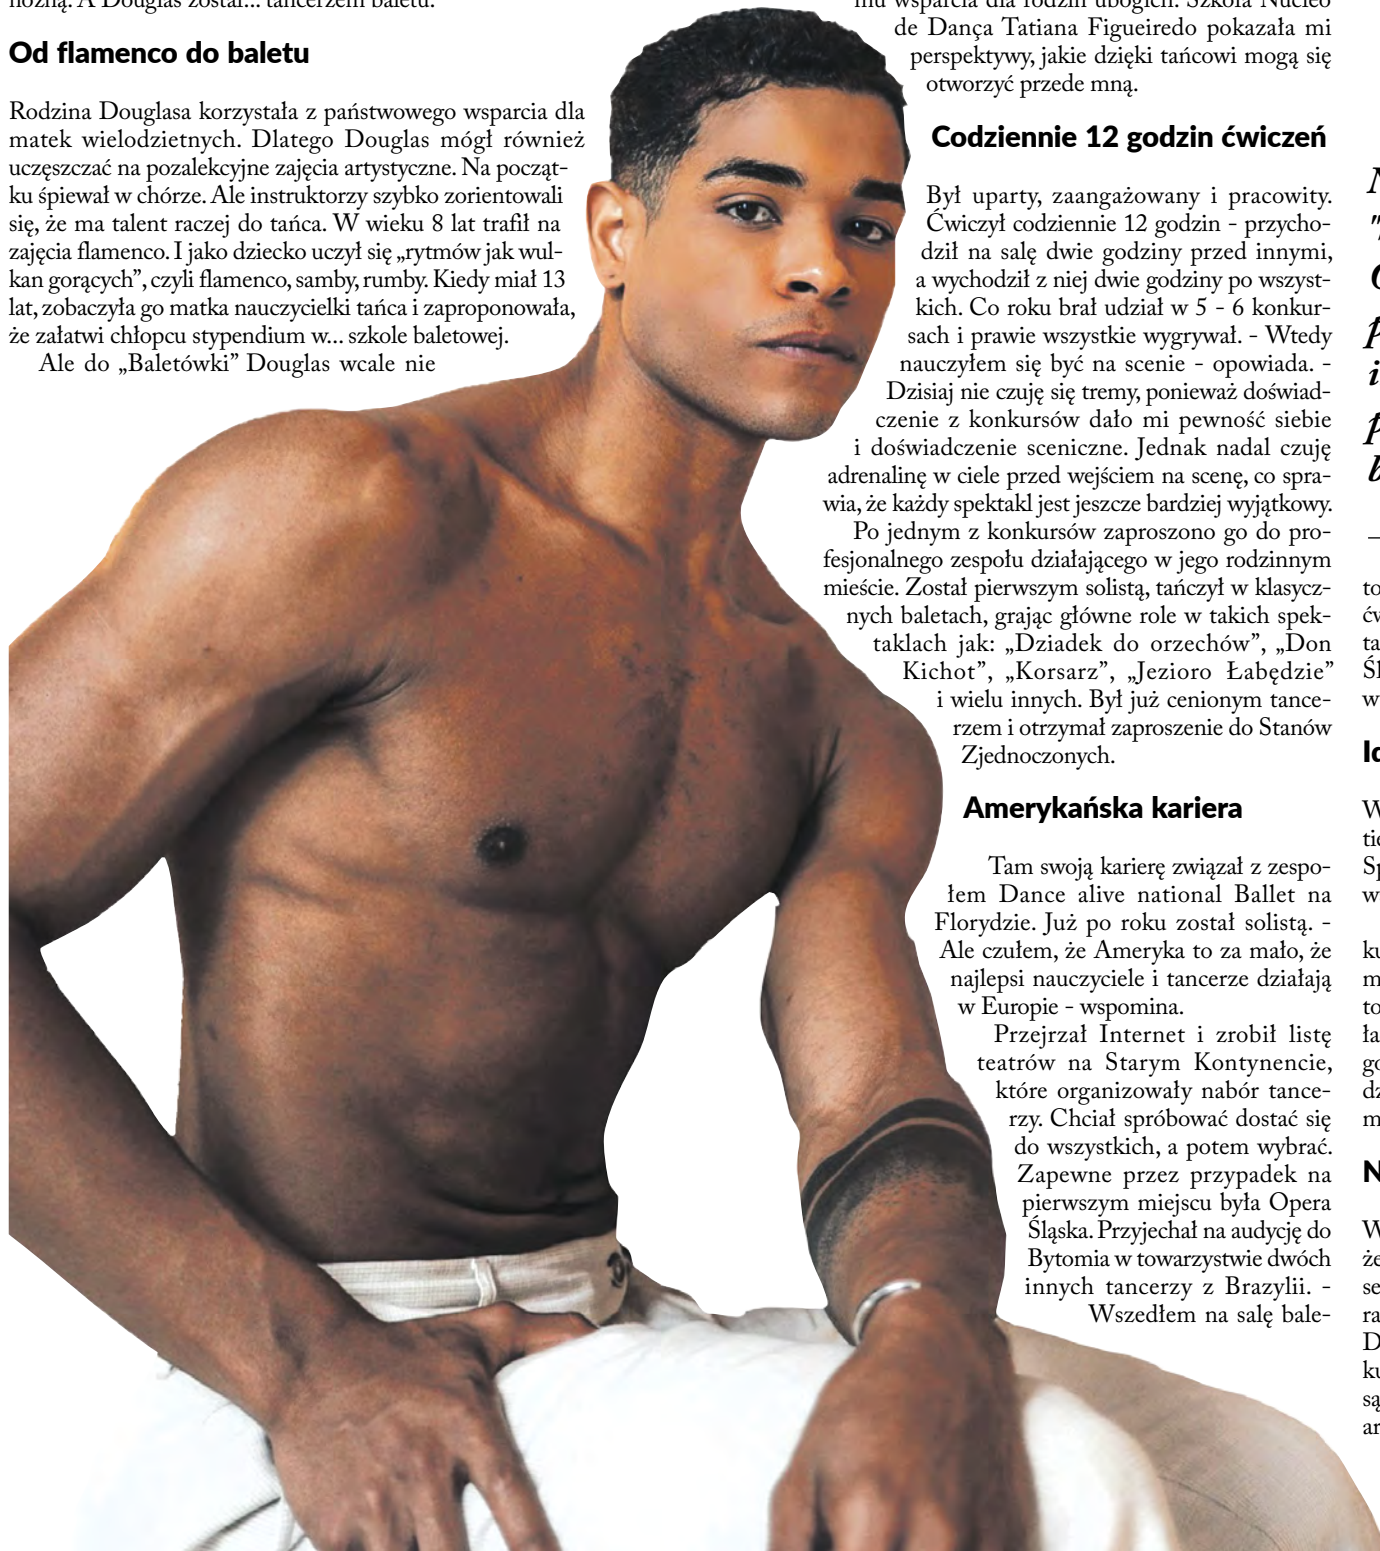 nożną. A Douglas został... tancerzem baletu.
Od flamenco do baletu
Rodzina Douglasa korzystała z państwowego wsparcia dla
matek wielodzietnych. Dlatego Douglas mógł również
uczęszczać na pozalekcyjne zajęcia artystyczne. Na począt-
ku śpiewał w chórze. Ale instruktorzy szybko zorientowali
się, że ma talent raczej do tańca. W wieku 8 lat trafił na
zajęcia flamenco. I jako dziecko uczył się „rytmów jak wul-
kan gorących”, czyli flamenco, samby, rumby. Kiedy miał 13
lat, zobaczyła go matka nauczycielki tańca i zaproponowała,
że załatwi chłopcu stypendium w... szkole baletowej.
Ale do „Baletówki” Douglas wcale nie
mu wsparcia dla rodzin ubogich. Szkoła Núcleo
de Dança Tatiana Figueiredo pokazała mi
perspektywy, jakie dzięki tańcowi mogą się
otworzyć przede mną.
Codziennie 12 godzin ćwiczeń
Był uparty, zaangażowany i pracowity.
Ćwiczył codziennie 12 godzin - przycho-
dził na salę dwie godziny przed innymi,
a wychodził z niej dwie godziny po wszyst-
kich. Co roku brał udział w 5 - 6 konkur-
sach i prawie wszystkie wygrywał. - Wtedy
nauczyłem się być na scenie - opowiada. -
Dzisiaj nie czuję się tremy, ponieważ doświad-
czenie z konkursów dało mi pewność siebie
i doświadczenie sceniczne. Jednak nadal czuję
adrenalinę w ciele przed wejściem na scenę, co spra-
wia, że każdy spektakl jest jeszcze bardziej wyjątkowy.
Po jednym z konkursów zaproszono go do pro-
fesjonalnego zespołu działającego w jego rodzinnym
mieście. Został pierwszym solistą, tańczył w klasycz-
nych baletach, grając główne role w takich spek-
taklach jak: „Dziadek do orzechów”, „Don
Kichot”, „Korsarz”, „Jezioro Łabędzie”
i wielu innych. Był już cenionym tance-
rzem i otrzymał zaproszenie do Stanów
Zjednoczonych.
Amerykańska kariera
Tam swoją karierę związał z zespo-
łem Dance alive national Ballet na
Florydzie. Już po roku został solistą. -
Ale czułem, że Ameryka to za mało, że
najlepsi nauczyciele i tancerze działają
w Europie - wspomina.
Przejrzał Internet i zrobił listę
teatrów na Starym Kontynencie,
które organizowały nabór tance-
rzy. Chciał spróbować dostać się
do wszystkich, a potem wybrać.
Zapewne przez przypadek na
pierwszym miejscu była Opera
Śląska. Przyjechał na audycję do
Bytomia w towarzystwie dwóch
innych tancerzy z Brazylii. -
Wszedłem na salę bale-